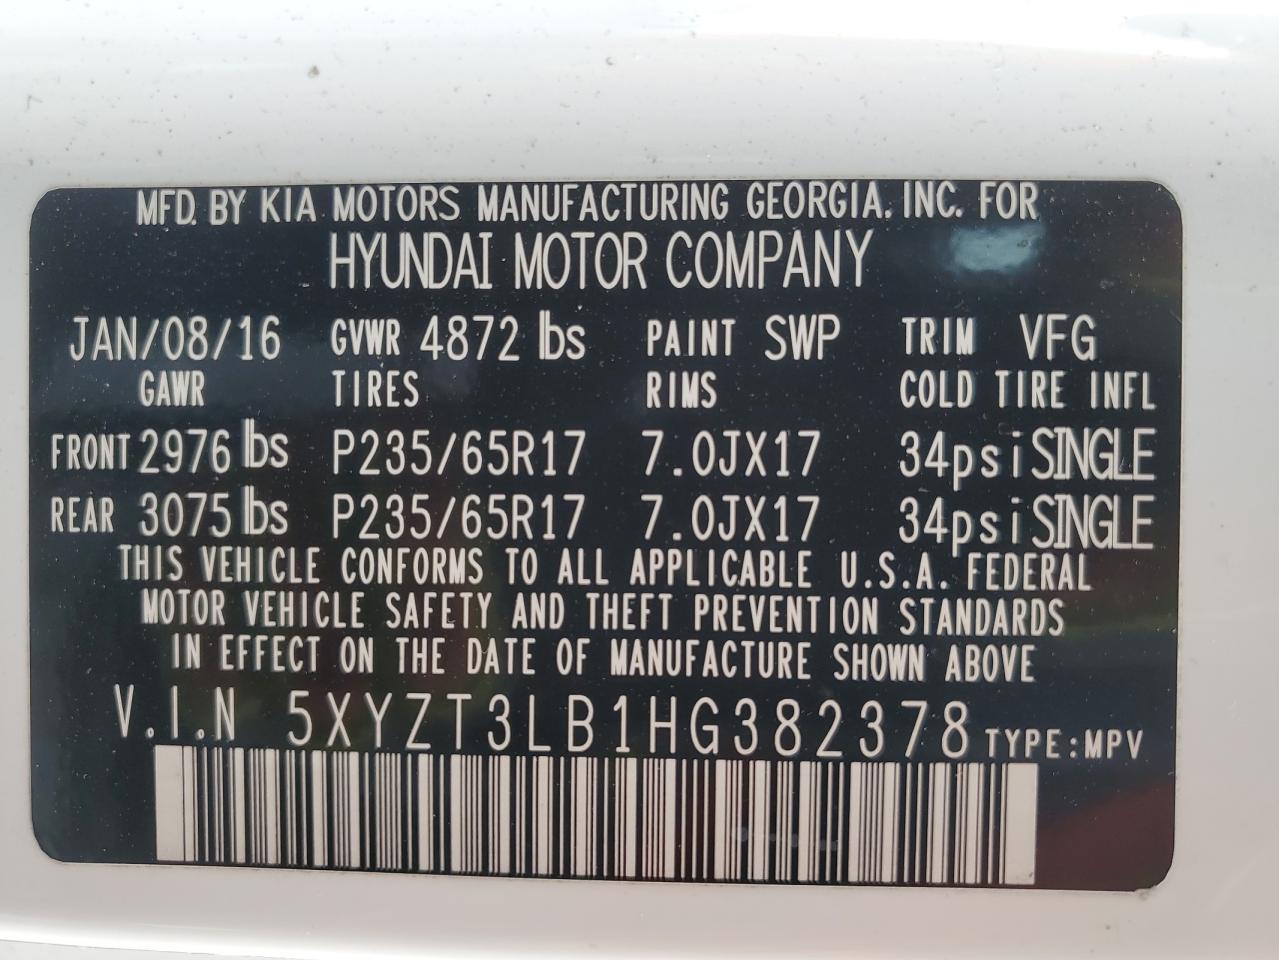 MFD. BY KIA MOTORS MANUFACTURING GEORGIA. INC. FOR
HYUNDAI MOTOR COMPANY
JAN/08/16 GVWR 4872 lbs PAINT SWP TRIM VFG
GAWR TIRES RIMS COLD TIRE INFL
FRONT 2976 lbs P235/65R17 7.0JX17 34psi SINGLE
REAR 3075 lbs P235/65R17 7.0JX17 34psi SINGLE
THIS VEHICLE CONFORMS TO ALL APPLICABLE U.S.A. FEDERAL
MOTOR VEHICLE SAFETY AND THEFT PREVENTION STANDARDS
IN EFFECT ON THE DATE OF MANUFACTURE SHOWN ABOVE
V.I.N 5XYZT3LB1HG382378 TYPE:MPV